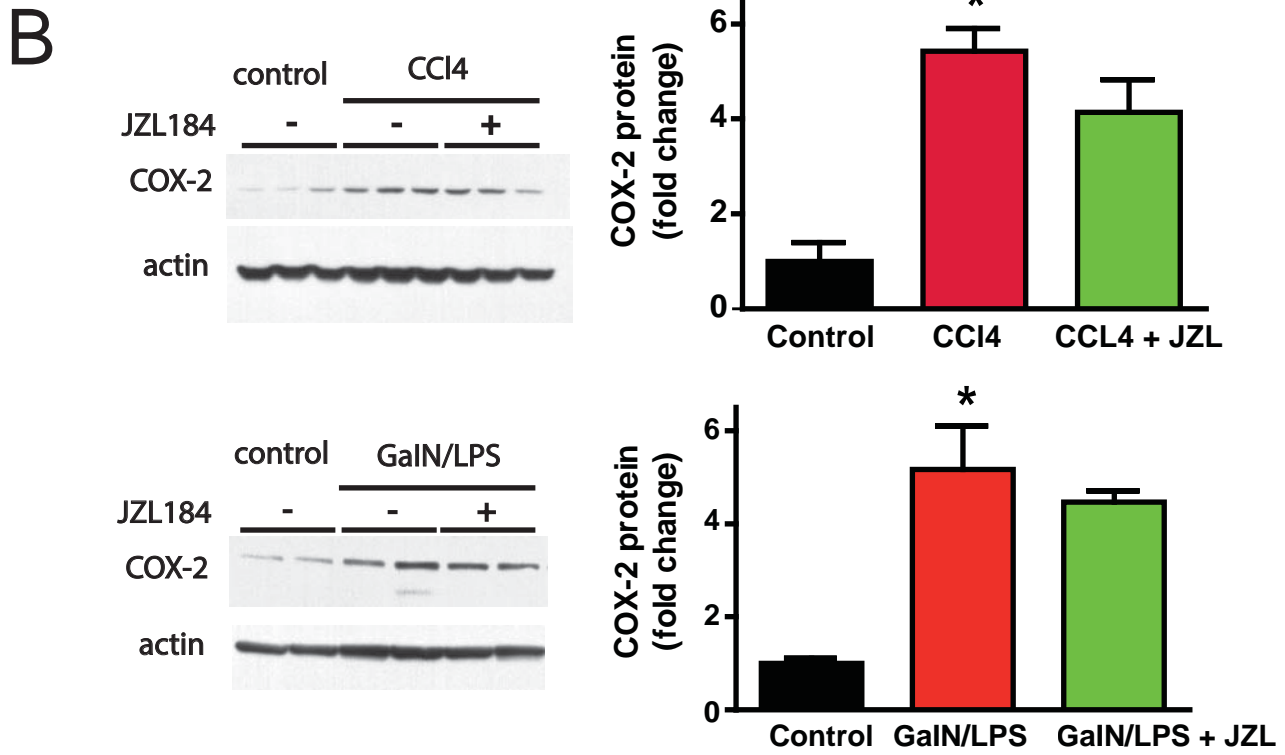 B
control CCl4
JZL184 - - +
COX-2
actin
COX-2 protein
(fold change)
6
4
2
0
*
Control CCl4 CCL4 + JZL
control GalN/LPS
JZL184 - - +
COX-2
actin
COX-2 protein
(fold change)
6
4
2
0
*
Control GalN/LPS GalN/LPS + JZL